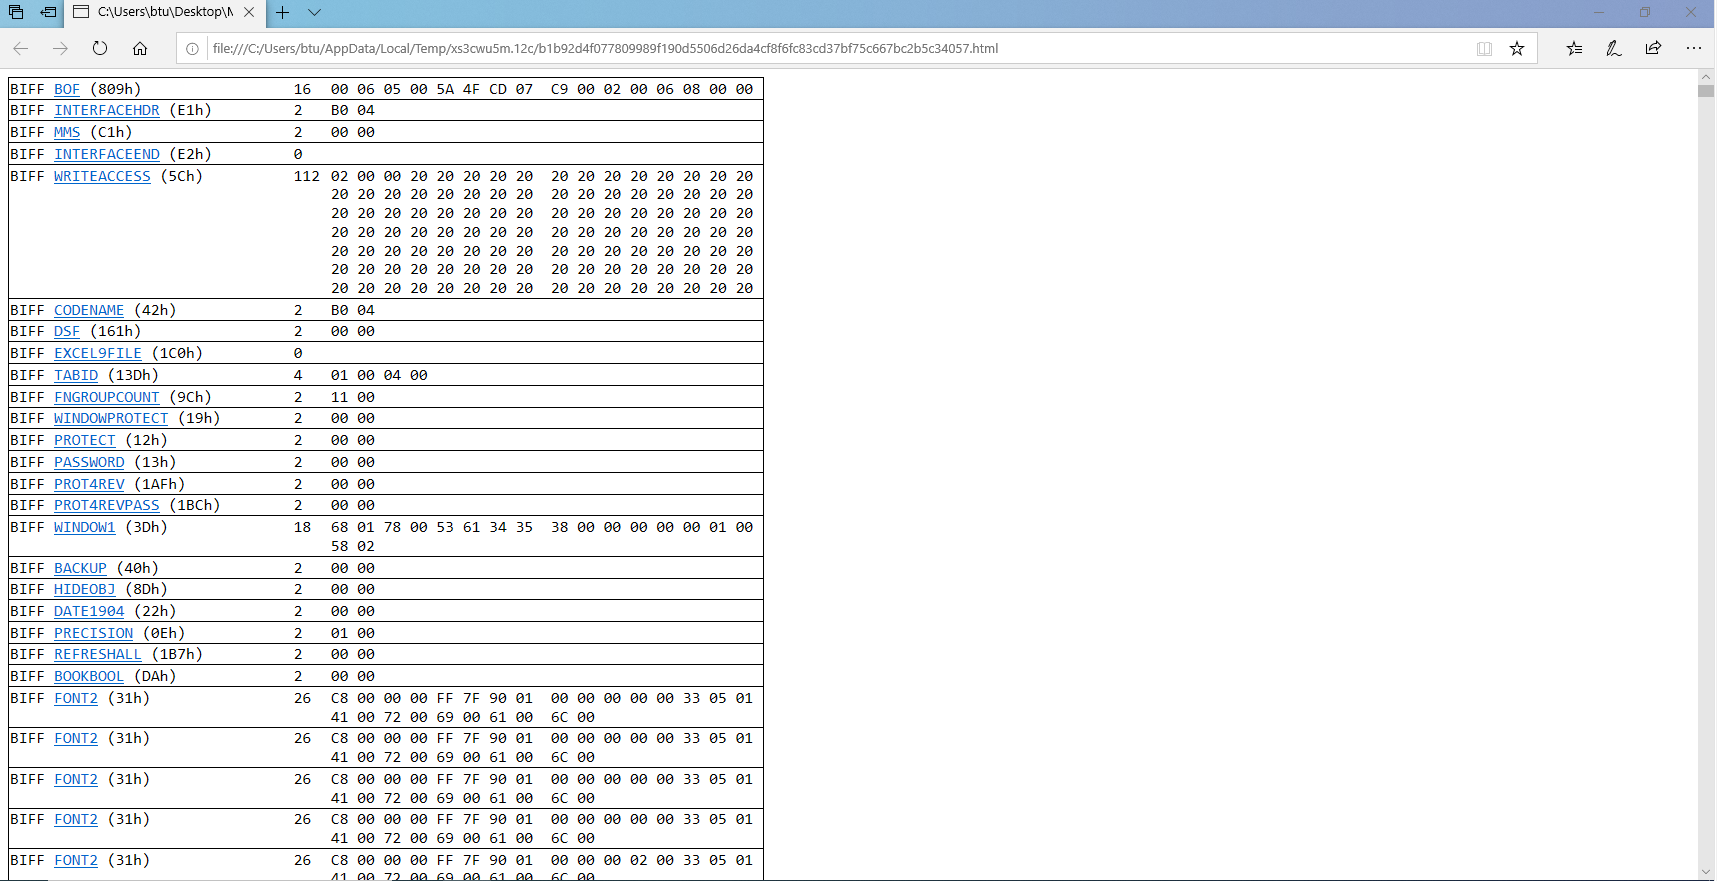 C:\Users\btu\Desktop\M
file:///C:/Users/btu/AppData/Local/Temp/xs3cwu5m.12c/b1b92d4f077809989f190d5506d26da4cf8f6fc83cd37bf75c667bc2b5c34057.html
BIFF BOF (809h) 16 00 06 05 00 5A 4F CD 07 C9 00 02 00 06 08 00 00
BIFF INTERFACEHDR (E1h) 2 B0 04
BIFF MMS (C1h) 2 00 00
BIFF INTERFACEEND (E2h) 0
BIFF WRITEACCESS (5Ch) 112 02 00 00 20 20 20 20 20 20 20 20 20 20 20 20 20
20 20 20 20 20 20 20 20 20 20 20 20 20 20 20 20
20 20 20 20 20 20 20 20 20 20 20 20 20 20 20 20
20 20 20 20 20 20 20 20 20 20 20 20 20 20 20 20
20 20 20 20 20 20 20 20 20 20 20 20 20 20 20 20
20 20 20 20 20 20 20 20 20 20 20 20 20 20 20 20
20 20 20 20 20 20 20 20 20 20 20 20 20 20 20 20
BIFF CODENAME (42h) 2 B0 04
BIFF DSF (161h) 2 00 00
BIFF EXCEL9FILE (1C0h) 0
BIFF TABID (13Dh) 4 01 00 04 00
BIFF FNGROUPCOUNT (9Ch) 2 11 00
BIFF WINDOWPROTECT (19h) 2 00 00
BIFF PROTECT (12h) 2 00 00
BIFF PASSWORD (13h) 2 00 00
BIFF PROT4REV (1AFh) 2 00 00
BIFF PROT4REVPASS (1BCh) 2 00 00
BIFF WINDOW1 (3Dh) 18 68 01 78 00 53 61 34 35 38 00 00 00 00 00 01 00
58 02
BIFF BACKUP (40h) 2 00 00
BIFF HIDEOBJ (8Dh) 2 00 00
BIFF DATE1904 (22h) 2 00 00
BIFF PRECISION (0Eh) 2 01 00
BIFF REFRESHALL (1B7h) 2 00 00
BIFF BOOKBOOL (DAh) 2 00 00
BIFF FONT2 (31h) 26 C8 00 00 00 FF 7F 90 01 00 00 00 00 00 33 05 01
41 00 72 00 69 00 61 00 6C 00
BIFF FONT2 (31h) 26 C8 00 00 00 FF 7F 90 01 00 00 00 00 00 33 05 01
41 00 72 00 69 00 61 00 6C 00
BIFF FONT2 (31h) 26 C8 00 00 00 FF 7F 90 01 00 00 00 00 00 33 05 01
41 00 72 00 69 00 61 00 6C 00
BIFF FONT2 (31h) 26 C8 00 00 00 FF 7F 90 01 00 00 00 00 00 33 05 01
41 00 72 00 69 00 61 00 6C 00
BIFF FONT2 (31h) 26 C8 00 00 00 FF 7F 90 01 00 00 00 02 00 33 05 01
41 00 72 00 69 00 61 00 6C 00